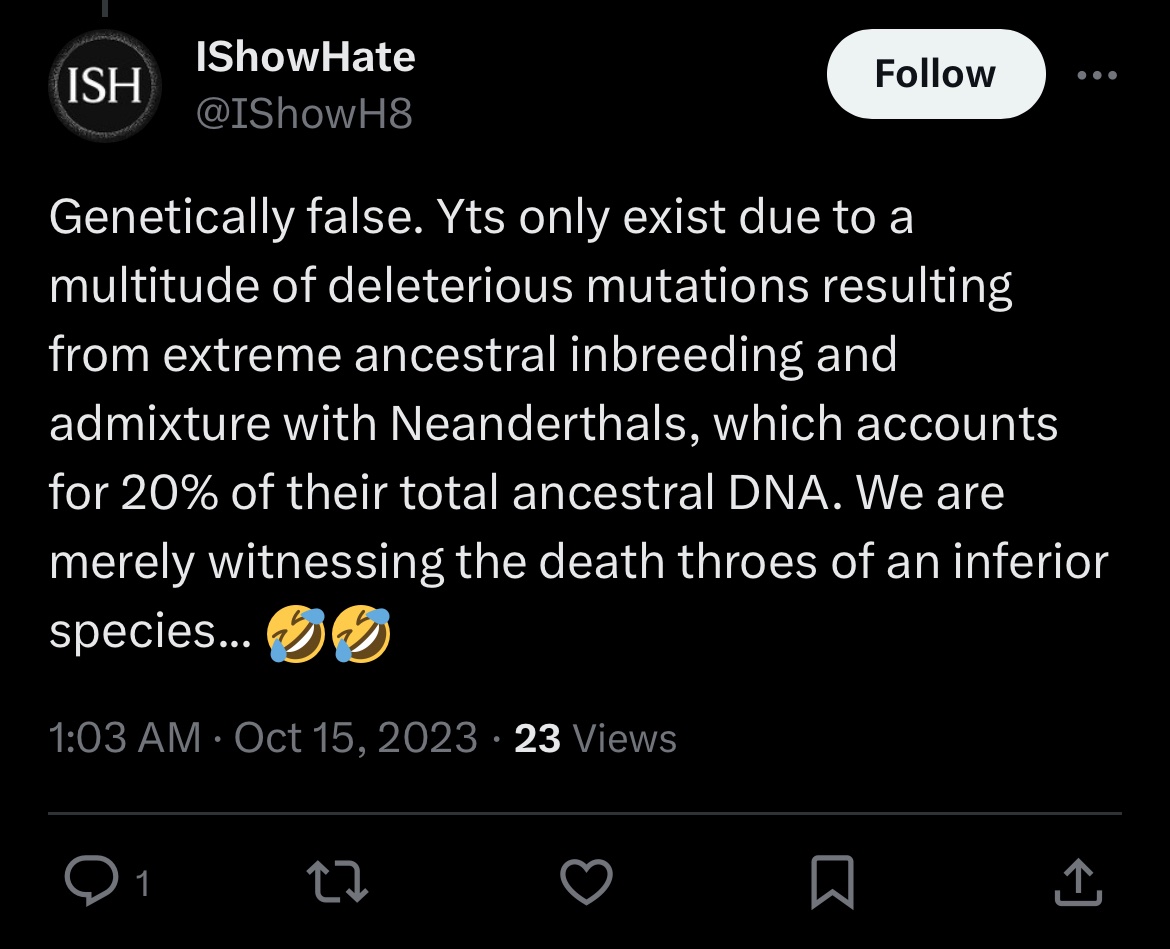 ISH
IShowHate
@IShowH8
Follow
Genetically false. Yts only exist due to a
multitude of deleterious mutations resulting
from extreme ancestral inbreeding and
admixture with Neanderthals, which accounts
for 20% of their total ancestral DNA. We are
merely witnessing the death throes of an inferior
species... 🤣🤣
1:03 AM · Oct 15, 2023 · 23 Views
1